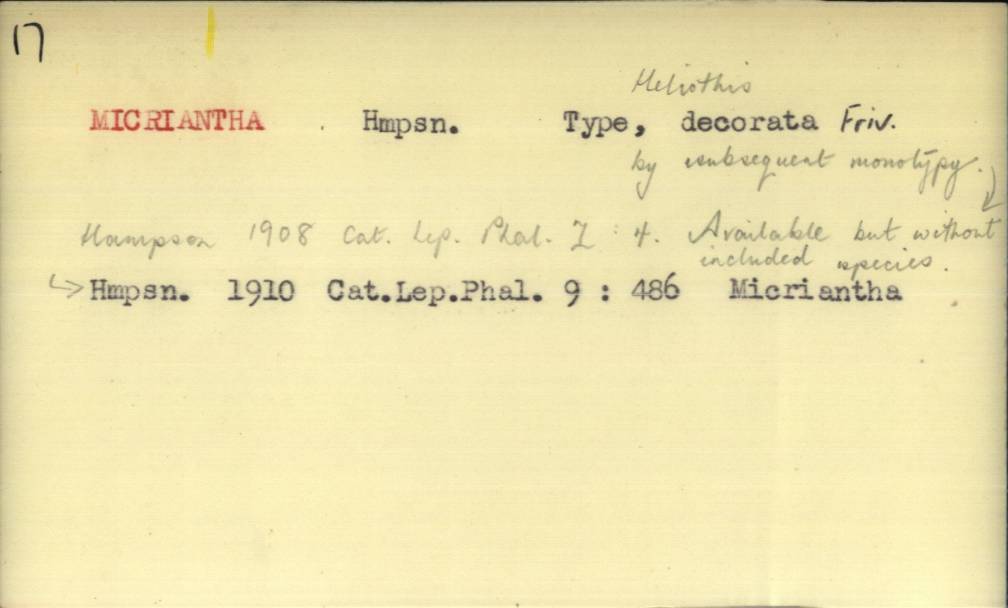 17
Heliothis
MICRIANTHA . Hmpsn. Type, decorata Friv.
by subsequent monotypy.
Hampson 1908 Cat. Lep. Phal. 7 : 4. Available but without
included species.
Hmpsn. 1910 Cat.Lep.Phal. 9 : 486 Micriantha